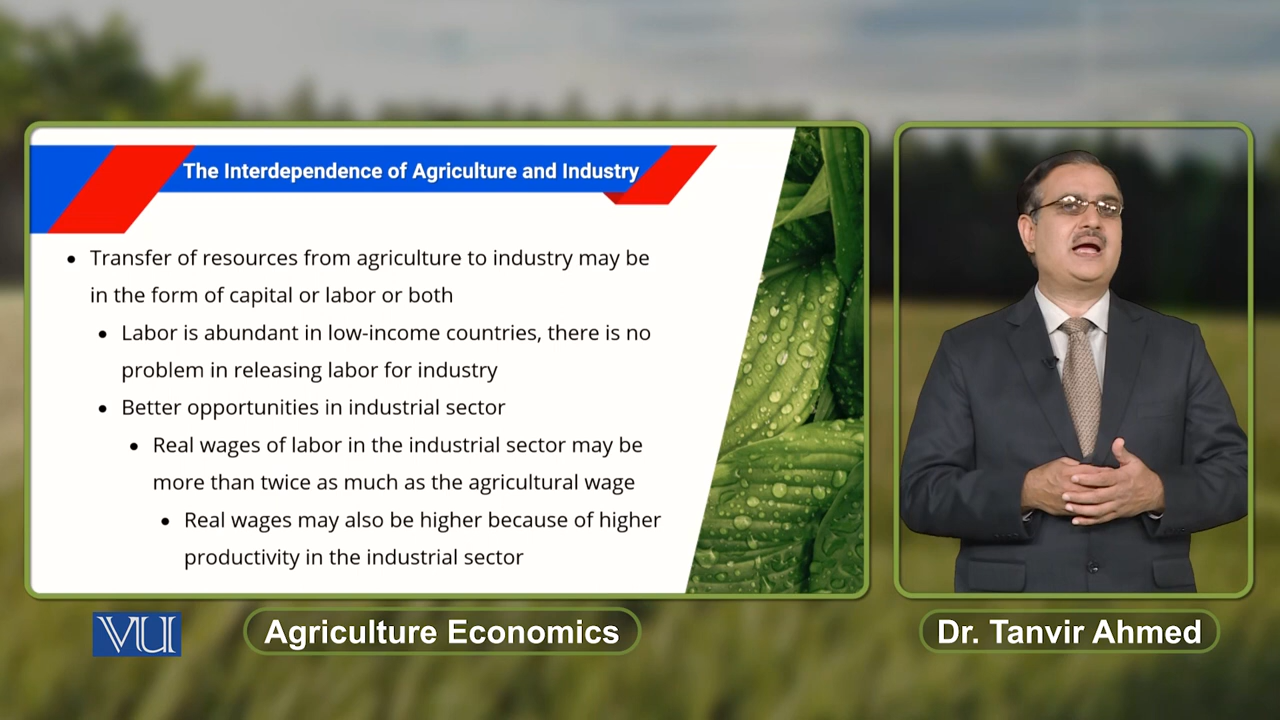 The Interdependence of Agriculture and Industry
• Transfer of resources from agriculture to industry may be
in the form of capital or labor or both
• Labor is abundant in low-income countries, there is no
problem in releasing labor for industry
• Better opportunities in industrial sector
• Real wages of labor in the industrial sector may be
more than twice as much as the agricultural wage
• Real wages may also be higher because of higher
productivity in the industrial sector
VU
Agriculture Economics
Dr. Tanvir Ahmed